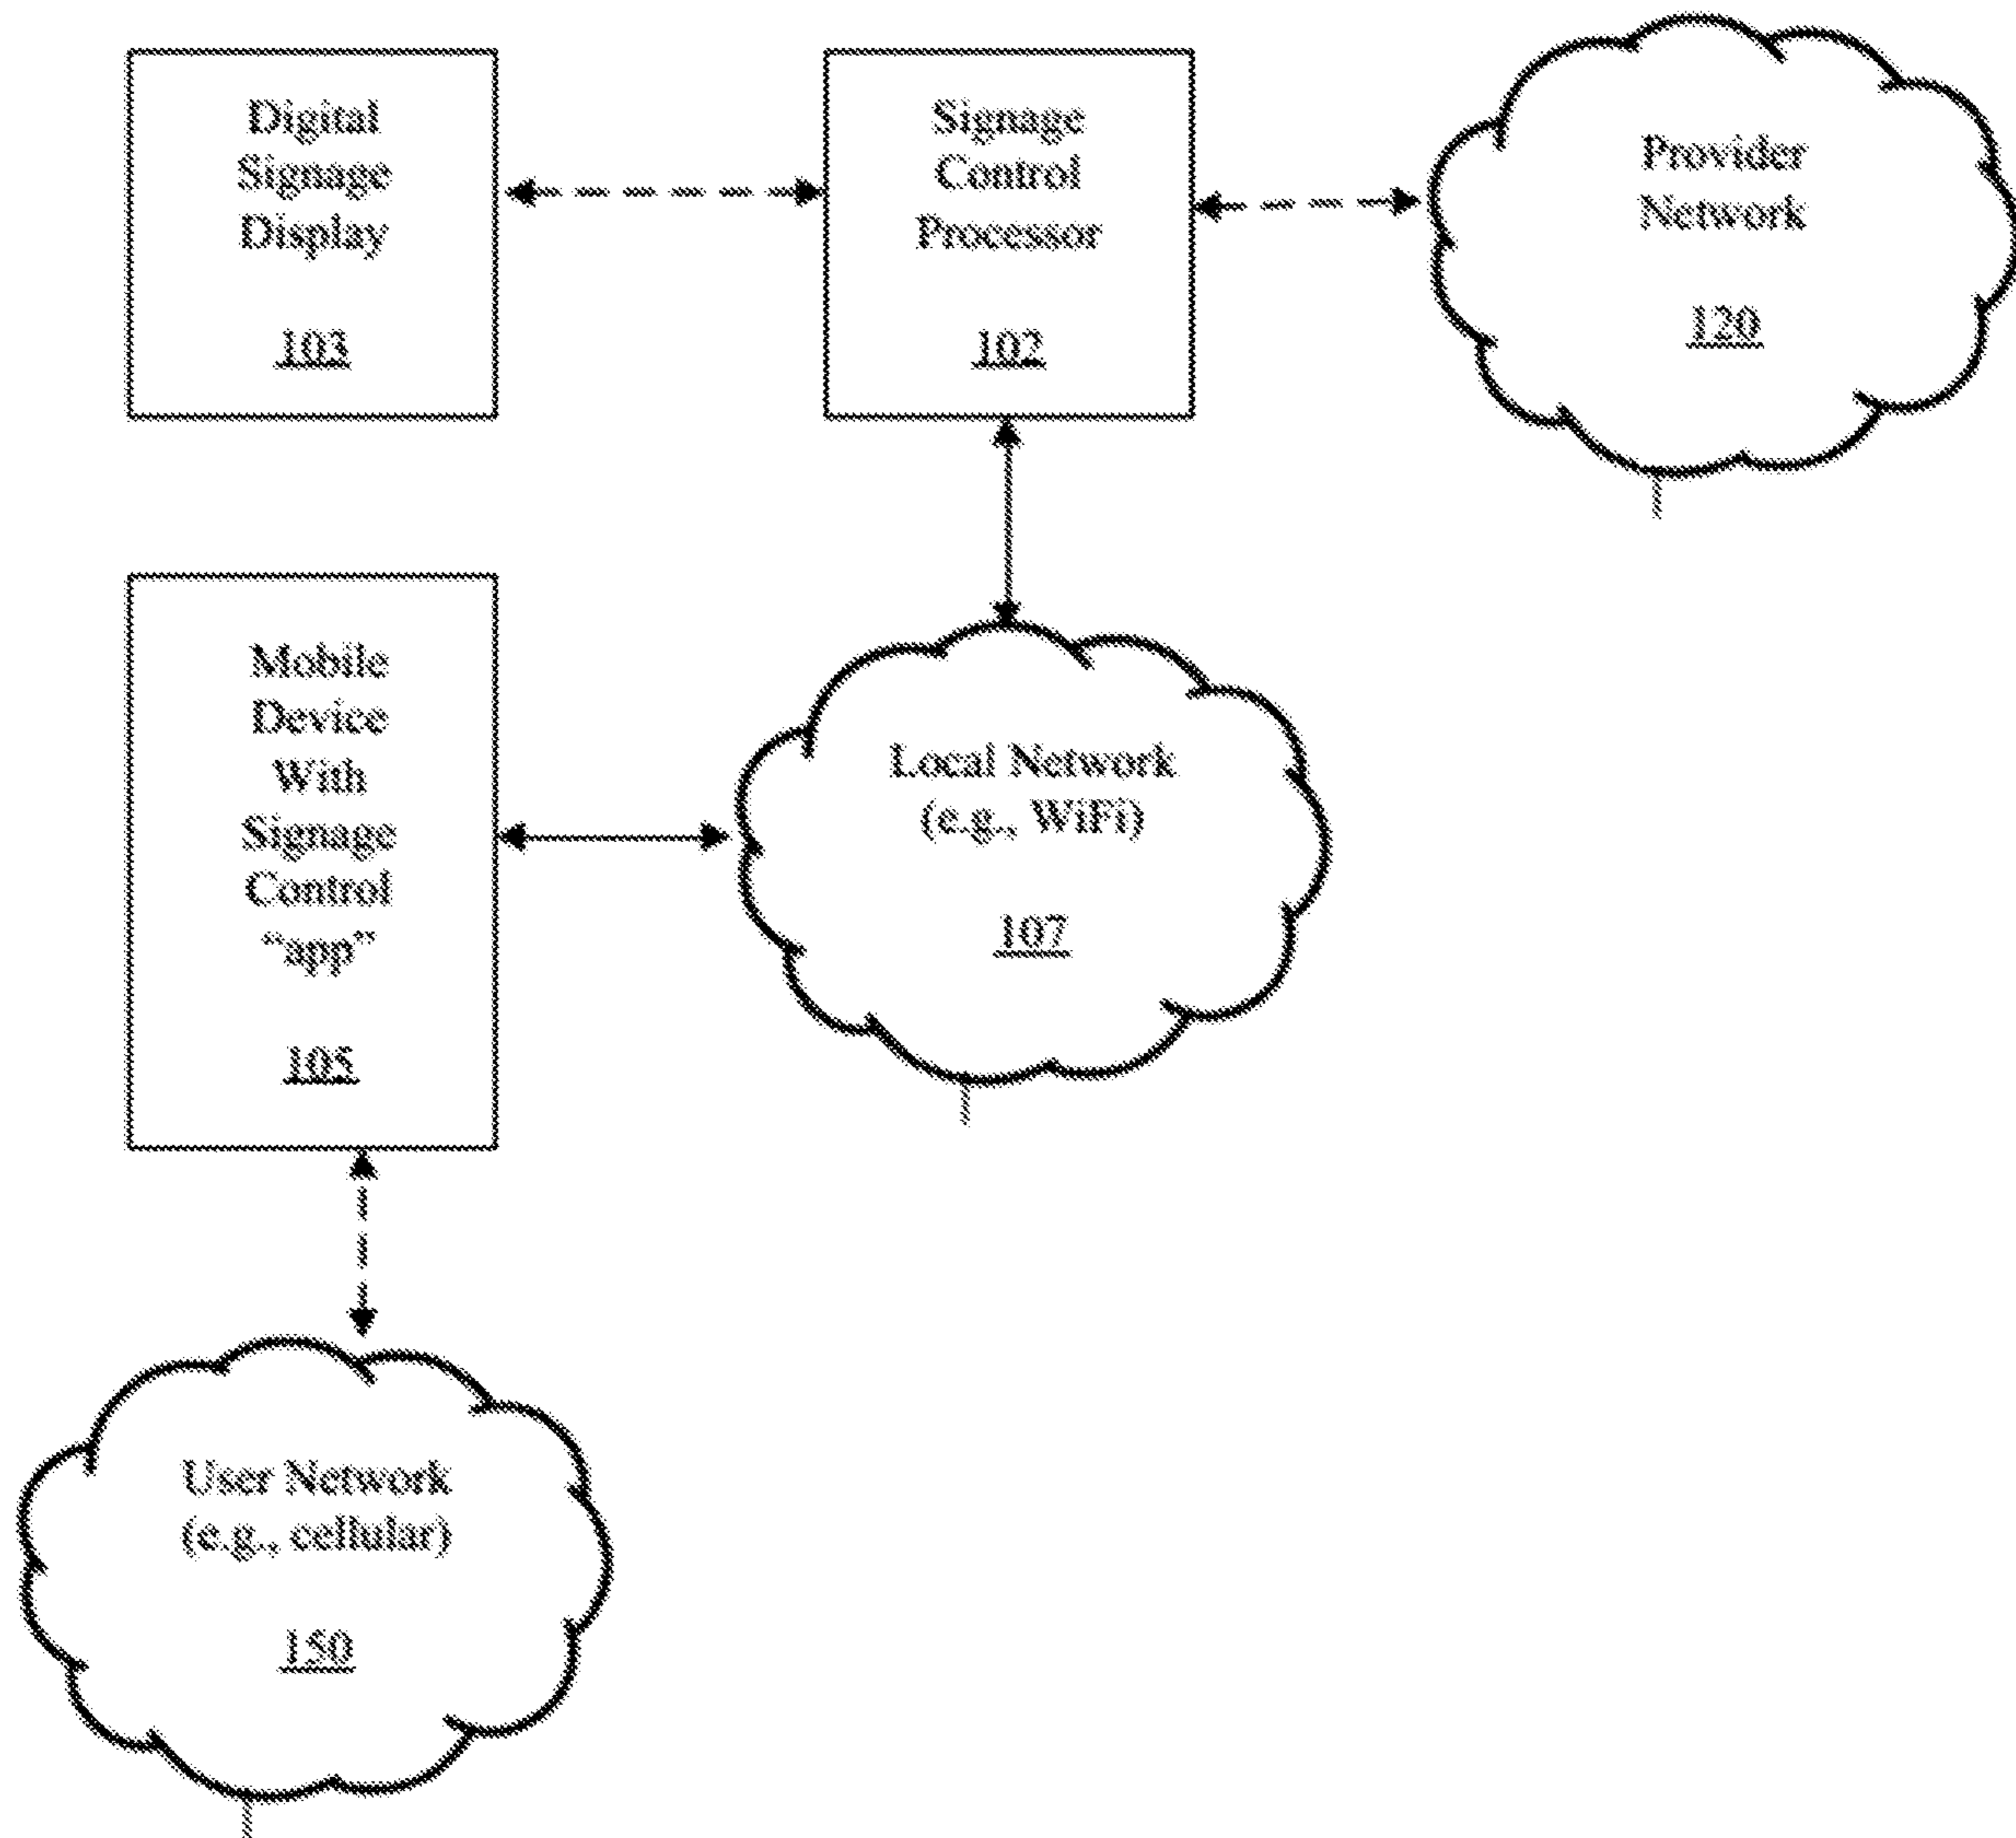 Digital
Signage
Display
103
Signage
Control
Processor
102
Provider
Network
120
Mobile
Device
With
Signage
Control
“app”
105
Local Network
(e.g., WiFi)
107
User Network
(e.g., cellular)
150